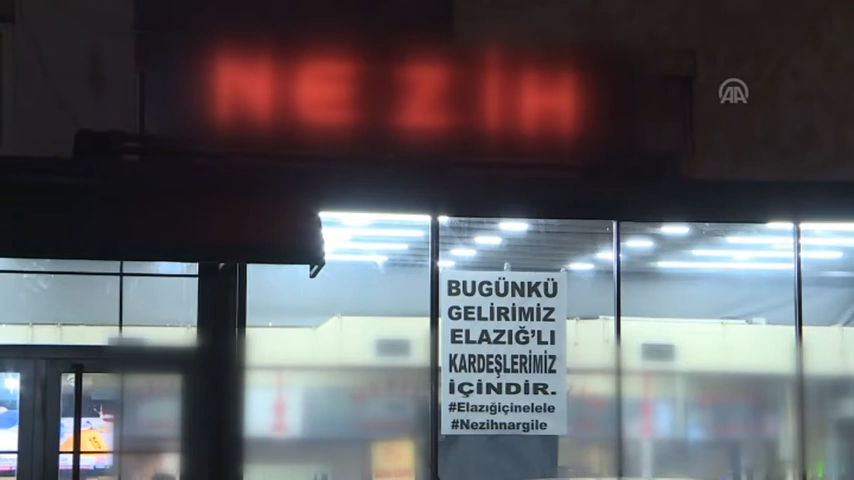 NEZİH
AA
BUGÜNKÜ
GELİRİMİZ
ELAZIĞ'LI
KARDEŞLERİMİZ
İÇİNDİR.
#Elazığiçinelele
#Nezihnargile